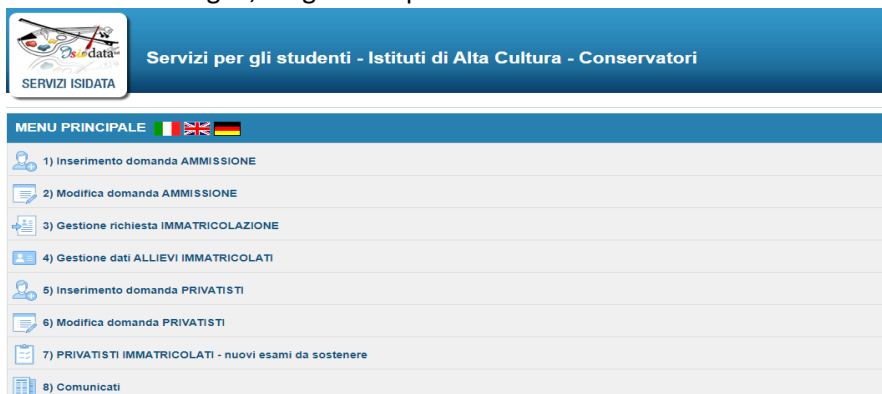 Isidata
SERVIZI ISIDATA
Servizi per gli studenti - Istituti di Alta Cultura - Conservatori
MENU PRINCIPALE
1) Inserimento domanda AMMISSIONE
2) Modifica domanda AMMISSIONE
3) Gestione richiesta IMMATRICOLAZIONE
4) Gestione dati ALLIEVI IMMATRICOLATI
5) Inserimento domanda PRIVATISTI
6) Modifica domanda PRIVATISTI
7) PRIVATISTI IMMATRICOLATI - nuovi esami da sostenere
8) Comunicati